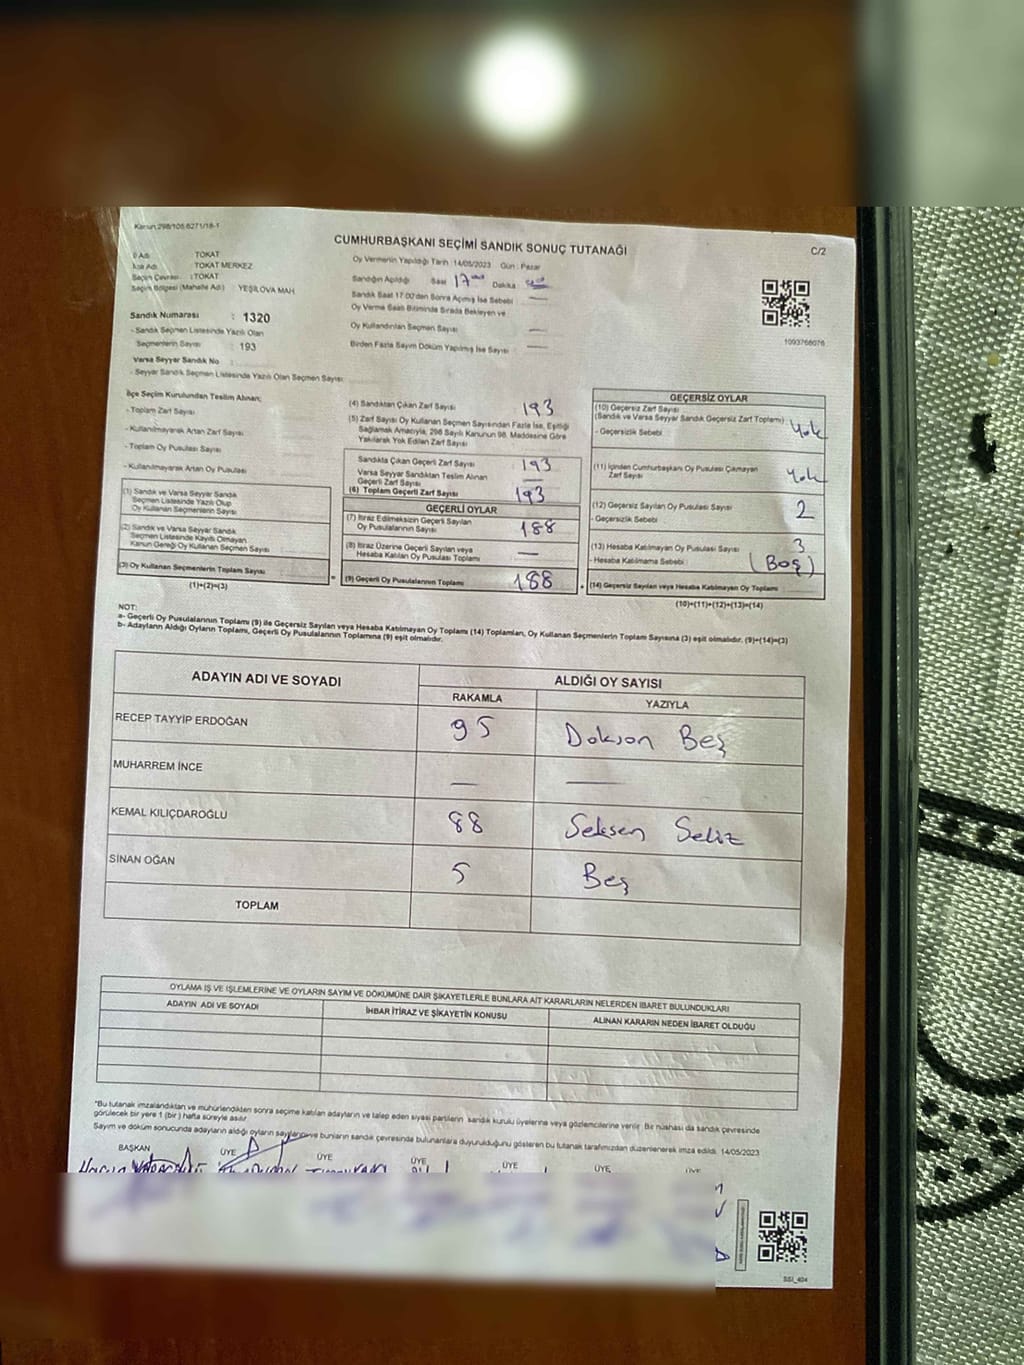 Kanun:298/105,6271/18-1
CUMHURBAŞKANI SEÇİMİ SANDIK SONUÇ TUTANAĞI
C/2
İl Adı : TOKAT
İlçe Adı : TOKAT MERKEZ
Seçim Çevresi : TOKAT
Seçim Bölgesi (Mahalle Adı) : YEŞİLOVA MAH
Sandık Numarası : 1320
- Sandık Seçmen Listesinde Yazılı Olan
Seçmenlerin Sayısı : 193
Varsa Seyyar Sandık No
- Seyyar Sandık Seçmen Listesinde Yazılı Olan Seçmen Sayısı:
Oy Vermenin Yapıldığı Tarih :14/05/2023 Gün : Pazar
Sandığın Açıldığı Saat 17 Dakika
Sandık Saat 17:00'dan Sonra Açılmış İse Sebebi : —
Oy Verme Saati Bitiminde Sırada Bekleyen ve
Oy Kullandırılan Seçmen Sayısı : —
Birden Fazla Sayım Döküm Yapılmış İse Sayısı : —
1093766076
İlçe Seçim Kurulundan Teslim Alınan;
- Toplam Zarf Sayısı
- Kullanılmayarak Artan Zarf Sayısı
- Toplam Oy Pusulası Sayısı
- Kullanılmayarak Artan Oy Pusulası
(1) Sandık ve Varsa Seyyar Sandık
Seçmen Listesinde Yazılı Olup
Oy Kullanan Seçmenlerin Sayısı
(2) Sandık ve Varsa Seyyar Sandık
Seçmen Listesinde Kayıtlı Olmayan
Kanun Gereği Oy Kullanan Seçmen Sayısı
(3) Oy Kullanan Seçmenlerin Toplam Sayısı
(1)+(2)=(3)
(4) Sandıktan Çıkan Zarf Sayısı 193
(5) Zarf Sayısı Oy Kullanan Seçmen Sayısından Fazla İse, Eşitliği
Sağlamak Amacıyla, 298 Sayılı Kanunun 98. Maddesine Göre
Yakılarak Yok Edilen Zarf Sayısı
Sandıkta Çıkan Geçerli Zarf Sayısı 193
Varsa Seyyar Sandıktan Teslim Alınan
Geçerli Zarf Sayısı —
(6) Toplam Geçerli Zarf Sayısı 193
GEÇERLİ OYLAR
(7) İtiraz Edilmeksizin Geçerli Sayılan
Oy Pusulalarının Sayısı 188
(8) İtiraz Üzerine Geçerli Sayılan veya
Hesaba Katılan Oy Pusulası Toplamı —
(9) Geçerli Oy Pusulalarının Toplamı 188
GEÇERSİZ OYLAR
(10) Geçersiz Zarf Sayısı
(Sandık ve Varsa Seyyar Sandık Geçersiz Zarf Toplamı) Yok
- Geçersizlik Sebebi :
(11) İçinden Cumhurbaşkanı Oy Pusulası Çıkmayan
Zarf Sayısı Yok
(12) Geçersiz Sayılan Oy Pusulası Sayısı 2
- Geçersizlik Sebebi
(13) Hesaba Katılmayan Oy Pusulası Sayısı 3
- Hesaba Katılmama Sebebi (Boş)
(14) Geçersiz Sayılan veya Hesaba Katılmayan Oy Toplamı
(10)+(11)+(12)+(13)=(14)
NOT:
a- Geçerli Oy Pusulalarının Toplamı (9) ile Geçersiz Sayılan veya Hesaba Katılmayan Oy Toplamı (14) Toplamları, Oy Kullanan Seçmenlerin Toplam Sayısına (3) eşit olmalıdır. (9)+(14)=(3)
b- Adayların Aldığı Oyların Toplamı, Geçerli Oy Pusulalarının Toplamına (9) eşit olmalıdır.
ADAYIN ADI VE SOYADI
ALDIĞI OY SAYISI
RAKAMLA YAZIYLA
RECEP TAYYİP ERDOĞAN 95 Dokson Beş
MUHARREM İNCE — —
KEMAL KILIÇDAROĞLU 88 Seksen Sekiz
SİNAN OĞAN 5 Beş
TOPLAM
OYLAMA İŞ VE İŞLEMLERİNE VE OYLARIN SAYIM VE DÖKÜMÜNE DAİR ŞİKAYETLERLE BUNLARA AİT KARARLARIN NELERDEN İBARET BULUNDUKLARI
ADAYIN ADI VE SOYADI İHBAR İTİRAZ VE ŞİKAYETİN KONUSU ALINAN KARARIN NEDEN İBARET OLDUĞU
*Bu tutanak imzalandıktan ve mühürlendikten sonra seçime katılan adayların ve talep eden siyasi partilerin sandık kurulu üyelerine veya gözlemcilerine verilir. Bir nüshası da sandık çevresinde
görülecek bir yere 1 (bir) hafta süreyle asılır.
Sayım ve döküm sonucunda adayların aldığı oyların sayılarını ve bunların sandık çevresinde bulunanlara duyurulduğunu gösteren bu tutanak tarafımızdan düzenlenerek imza edildi. 14/05/2023
BAŞKAN ÜYE ÜYE ÜYE ÜYE ÜYE ÜYE
SSI_404